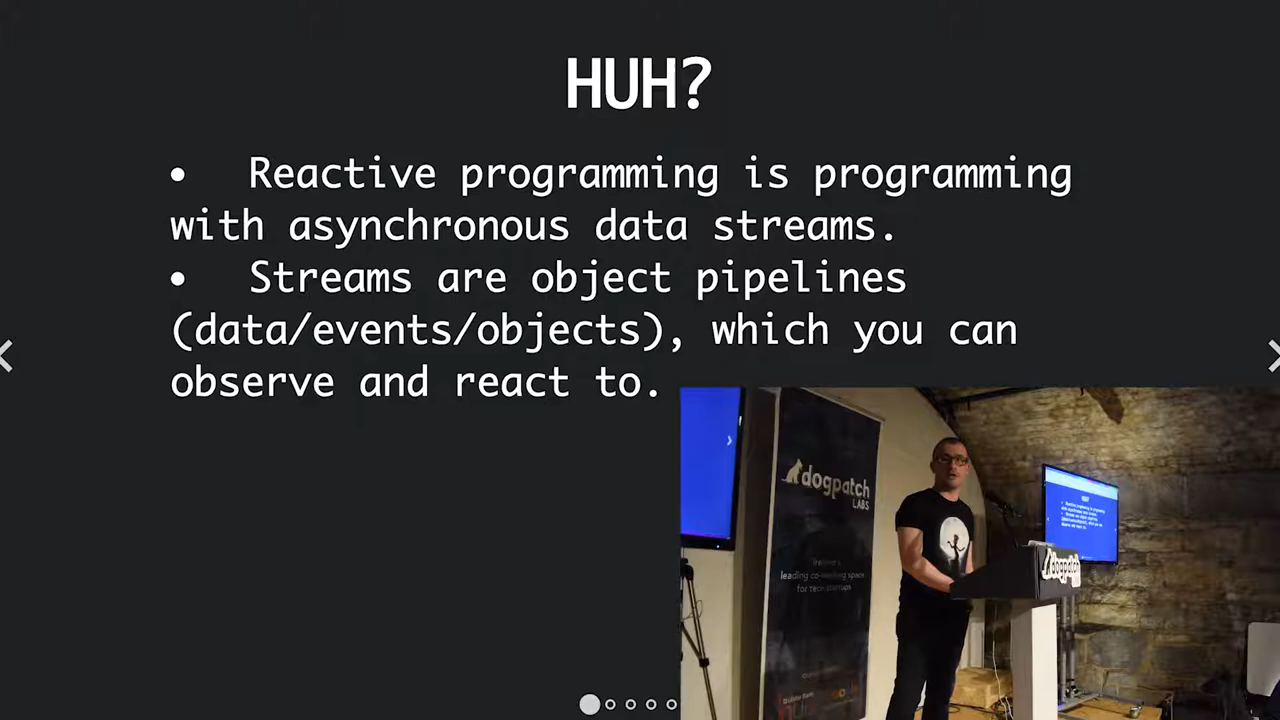 HUH?
• Reactive programming is programming
with asynchronous data streams.
• Streams are object pipelines
(data/events/objects), which you can
observe and react to.
dogpatch
LABS
Ireland's
leading co-working space
for tech startups
dogpatch